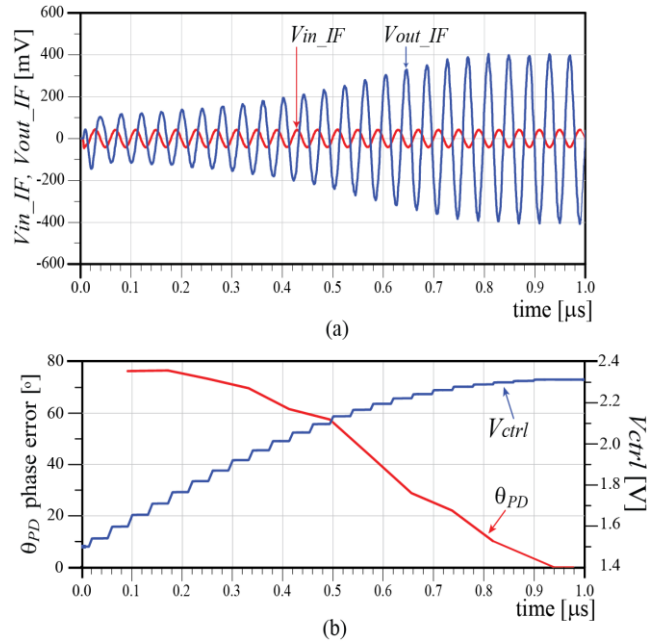 Vin_IF, Vout_IF [mV]
600
400
200
0
-200
-400
-600
Vin_IF
Vout_IF
0.0 0.1 0.2 0.3 0.4 0.5 0.6 0.7 0.8 0.9 1.0
time [μs]
(a)
θPD phase error [°]
80
60
40
20
0
Vctrl
θPD
2.4
2.2
2.0
1.8
1.6
1.4
Vctrl [V]
0.0 0.1 0.2 0.3 0.4 0.5 0.6 0.7 0.8 0.9 1.0
time [μs]
(b)